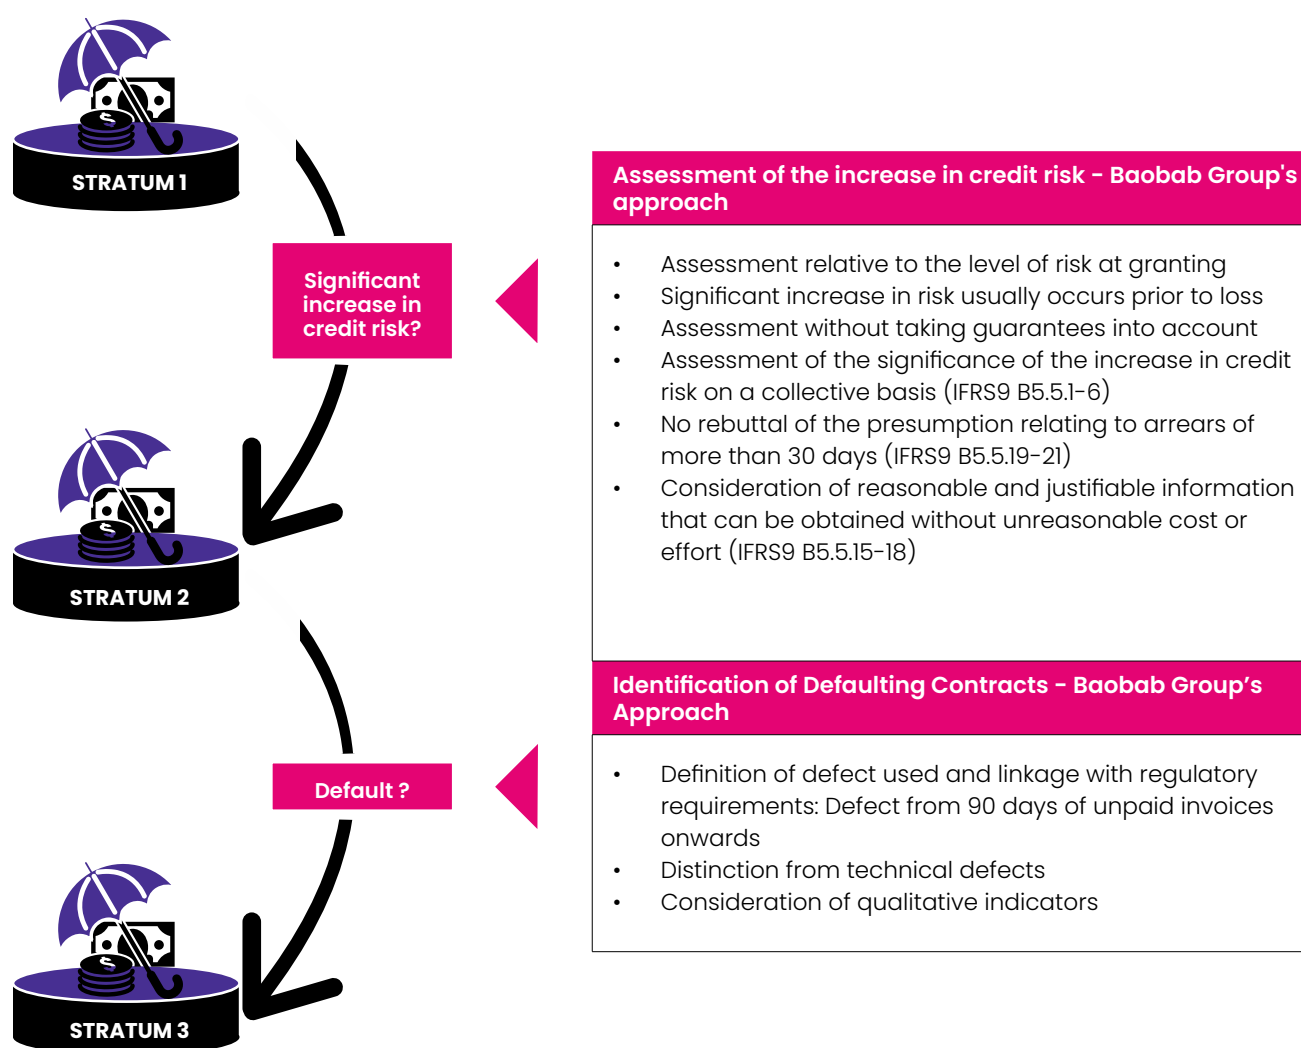 STRATUM 1
Significant
increase in
credit risk?
STRATUM 2
Default ?
STRATUM 3
Assessment of the increase in credit risk - Baobab Group's
approach
• Assessment relative to the level of risk at granting
• Significant increase in risk usually occurs prior to loss
• Assessment without taking guarantees into account
• Assessment of the significance of the increase in credit
risk on a collective basis (IFRS9 B5.5.1-6)
• No rebuttal of the presumption relating to arrears of
more than 30 days (IFRS9 B5.5.19-21)
• Consideration of reasonable and justifiable information
that can be obtained without unreasonable cost or
effort (IFRS9 B5.5.15-18)
Identification of Defaulting Contracts - Baobab Group’s
Approach
• Definition of defect used and linkage with regulatory
requirements: Defect from 90 days of unpaid invoices
onwards
• Distinction from technical defects
• Consideration of qualitative indicators